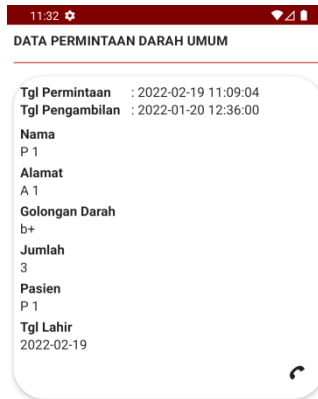 11:32
DATA PERMINTAAN DARAH UMUM
Tgl Permintaan : 2022-02-19 11:09:04
Tgl Pengambilan : 2022-01-20 12:36:00
Nama
P 1
Alamat
A 1
Golongan Darah
b+
Jumlah
3
Pasien
P 1
Tgl Lahir
2022-02-19